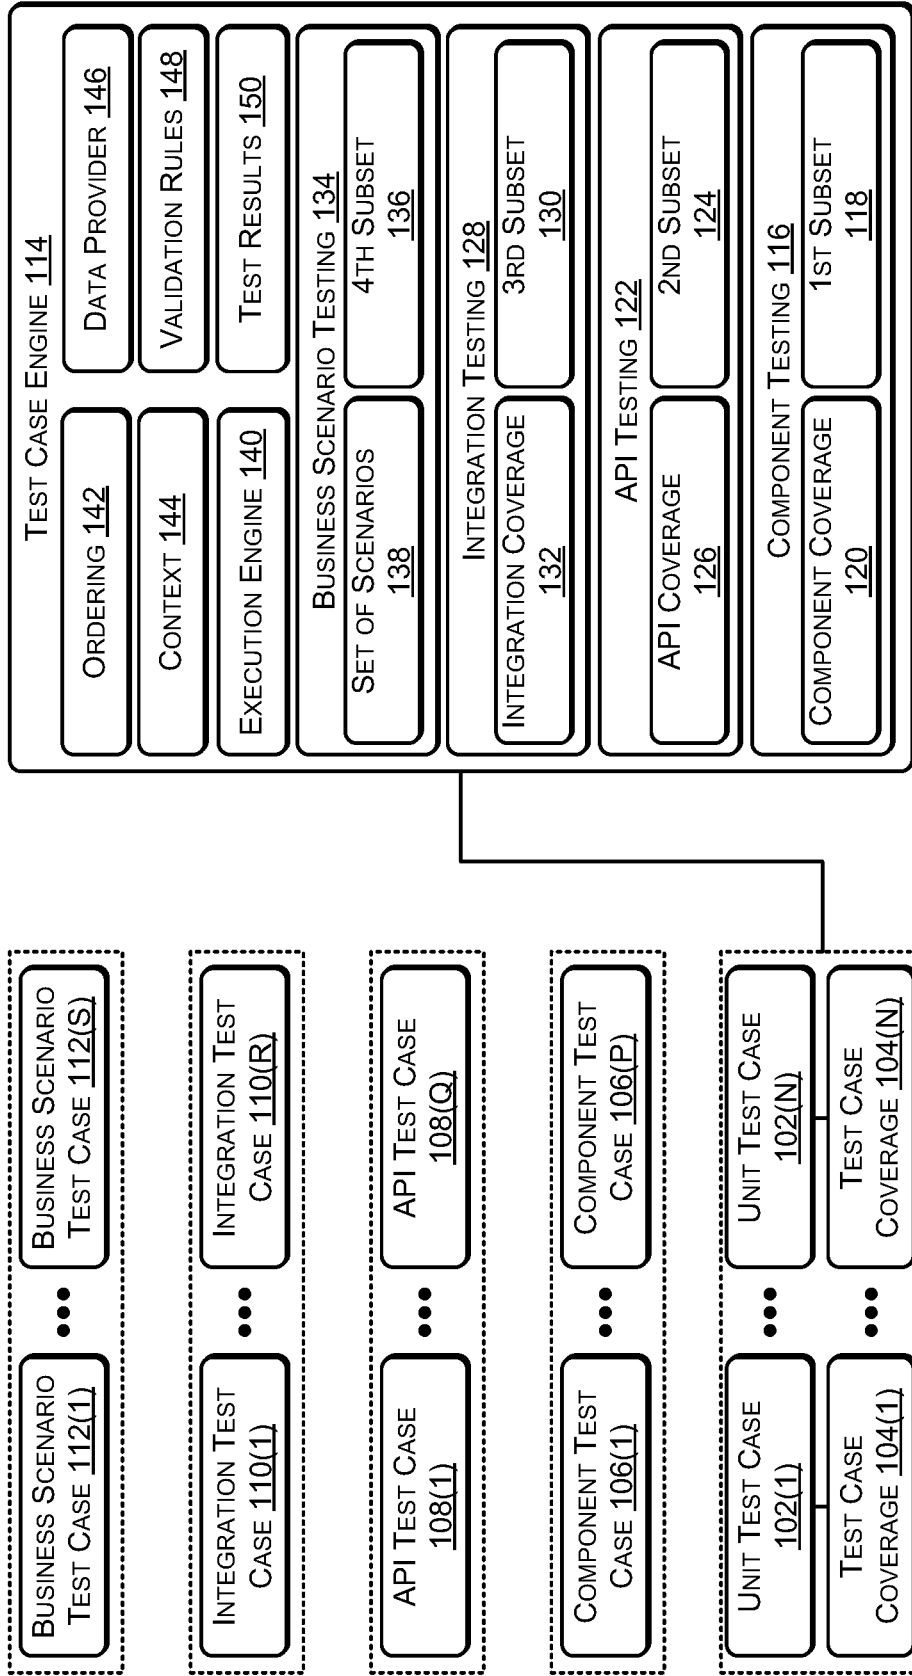 BUSINESS SCENARIO
TEST CASE 112(1)
BUSINESS SCENARIO
TEST CASE 112(S)
INTEGRATION TEST
CASE 110(1)
INTEGRATION TEST
CASE 110(R)
API TEST CASE
108(1)
API TEST CASE
108(Q)
COMPONENT TEST
CASE 106(1)
COMPONENT TEST
CASE 106(P)
UNIT TEST CASE
102(1)
UNIT TEST CASE
102(N)
TEST CASE
COVERAGE 104(1)
TEST CASE
COVERAGE 104(N)
TEST CASE ENGINE 114
ORDERING 142
DATA PROVIDER 146
CONTEXT 144
VALIDATION RULES 148
EXECUTION ENGINE 140
TEST RESULTS 150
BUSINESS SCENARIO TESTING 134
SET OF SCENARIOS
138
4TH SUBSET
136
INTEGRATION TESTING 128
INTEGRATION COVERAGE
132
3RD SUBSET
130
API TESTING 122
API COVERAGE
126
2ND SUBSET
124
COMPONENT TESTING 116
COMPONENT COVERAGE
120
1ST SUBSET
118